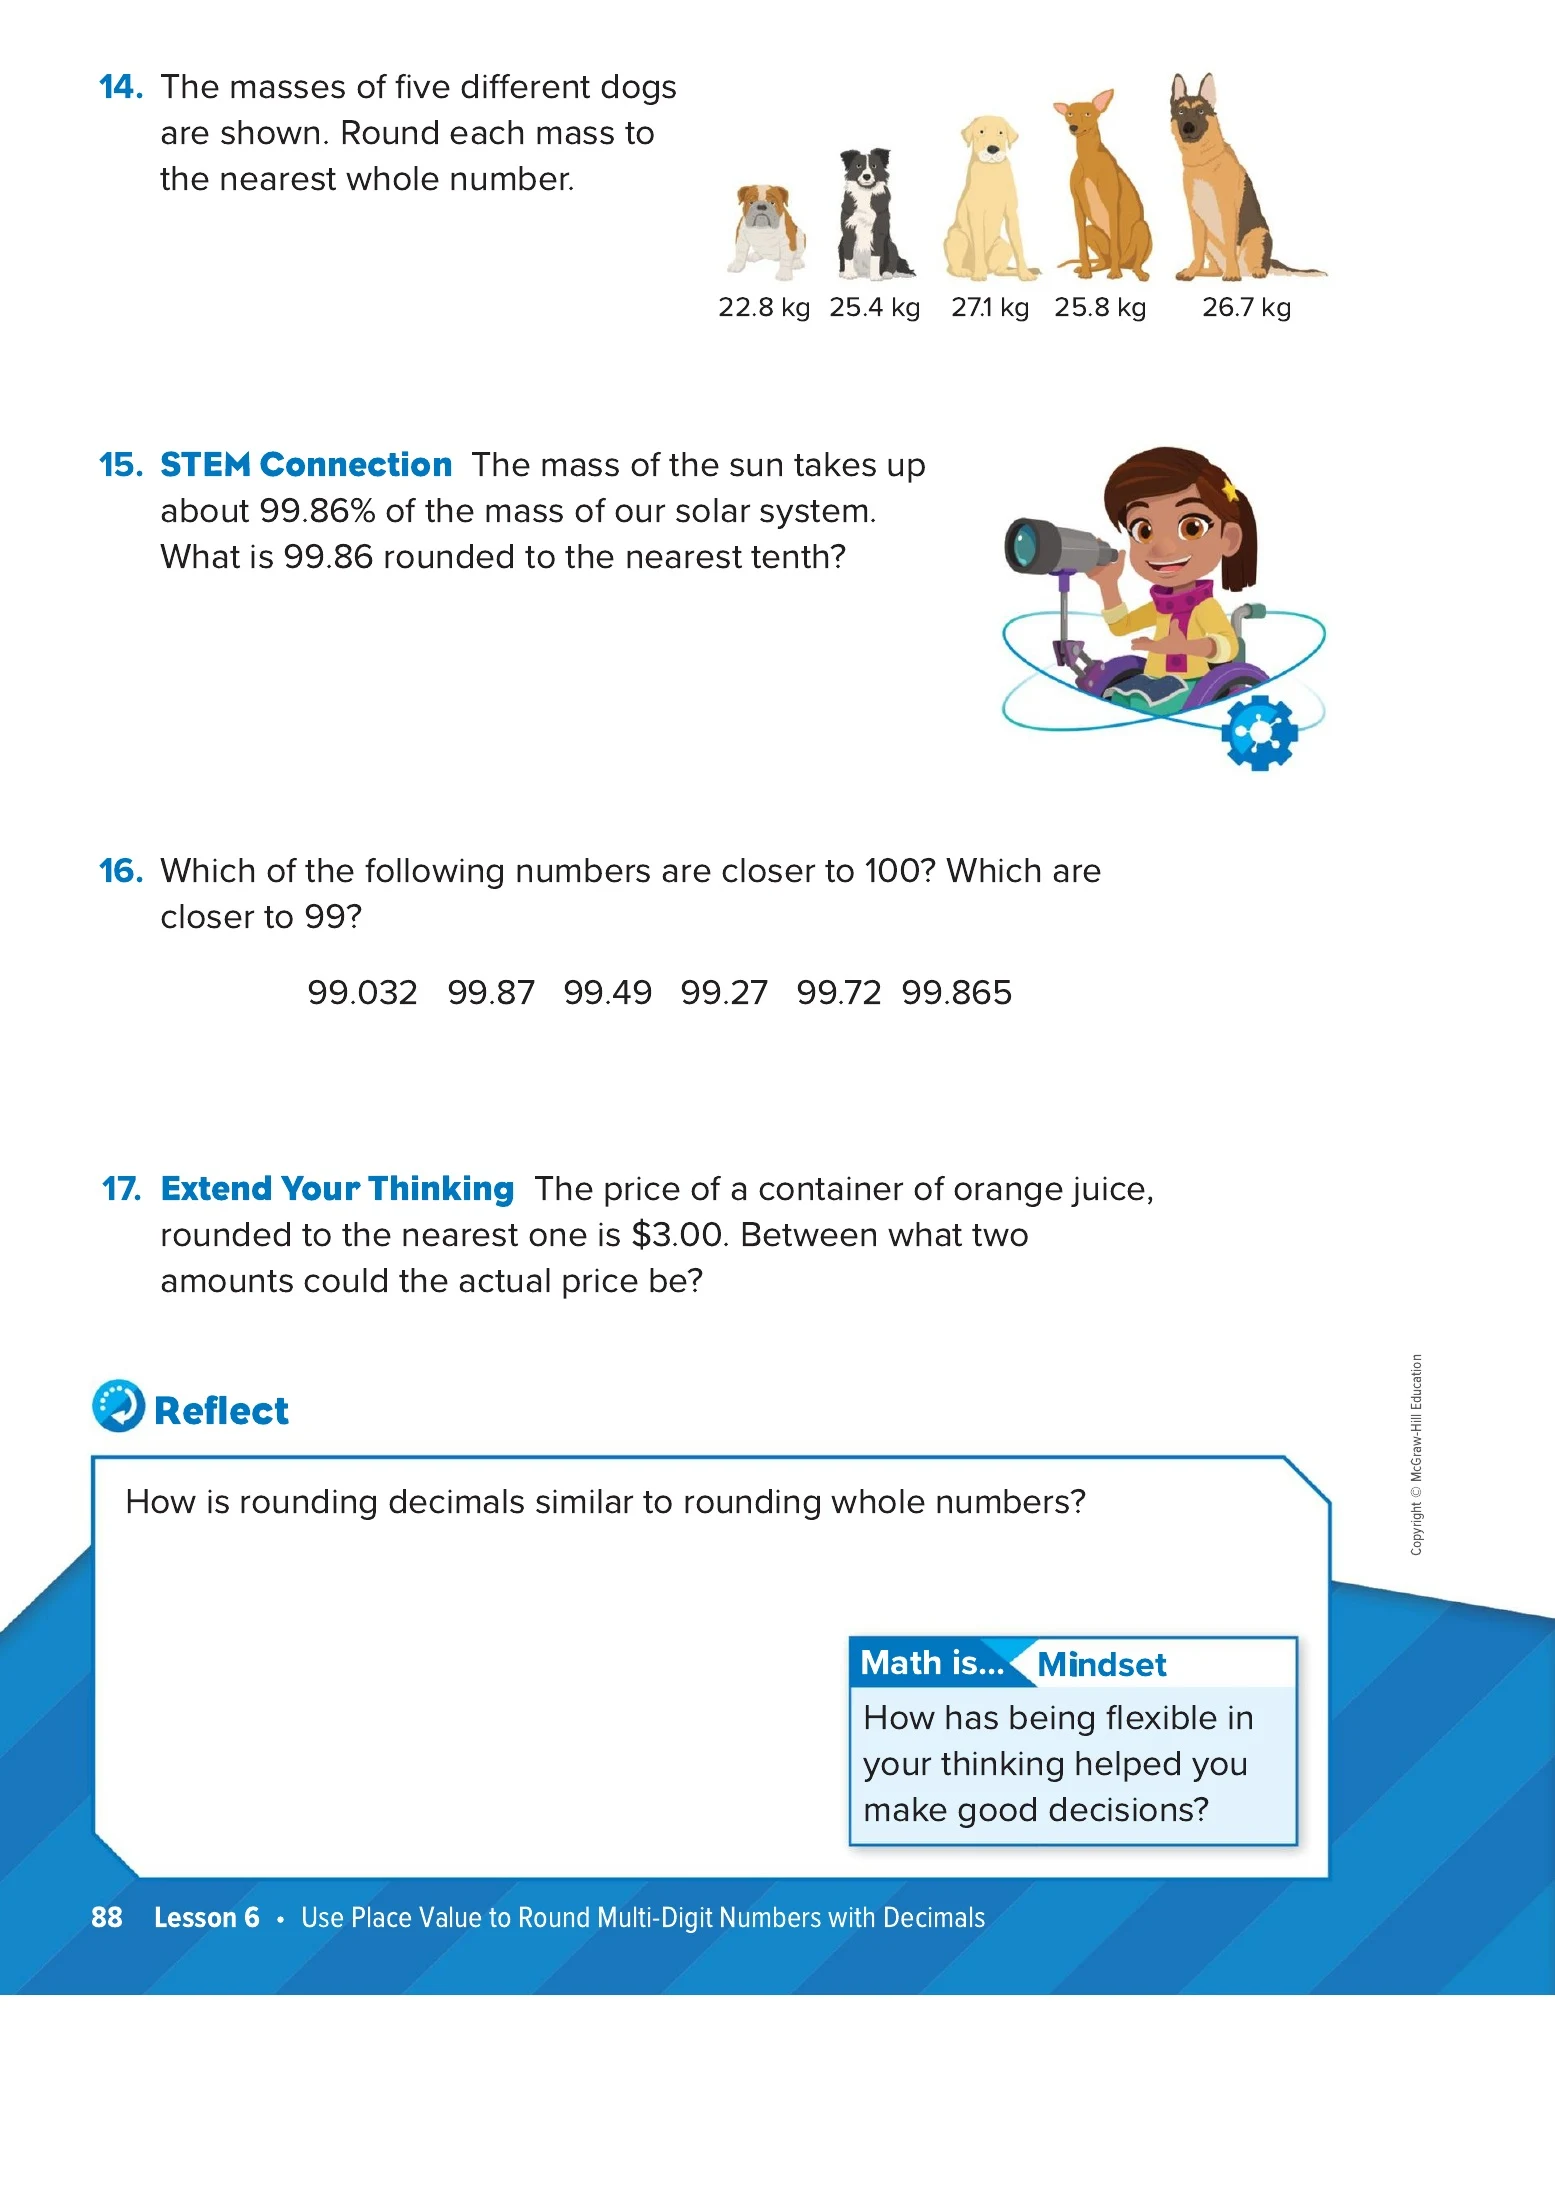 14. The masses of five different dogs
are shown. Round each mass to
the nearest whole number.
22.8 kg 25.4 kg 27.1 kg 25.8 kg 26.7 kg
15. STEM Connection The mass of the sun takes up
about 99.86% of the mass of our solar system.
What is 99.86 rounded to the nearest tenth?
16. Which of the following numbers are closer to 100? Which are
closer to 99?
99.032 99.87 99.49 99.27 99.72 99.865
17. Extend Your Thinking The price of a container of orange juice,
rounded to the nearest one is $3.00. Between what two
amounts could the actual price be?
Reflect
How is rounding decimals similar to rounding whole numbers?
Math is... Mindset
How has being flexible in
your thinking helped you
make good decisions?
Copyright © McGraw-Hill Education
88 Lesson 6 • Use Place Value to Round Multi-Digit Numbers with Decimals